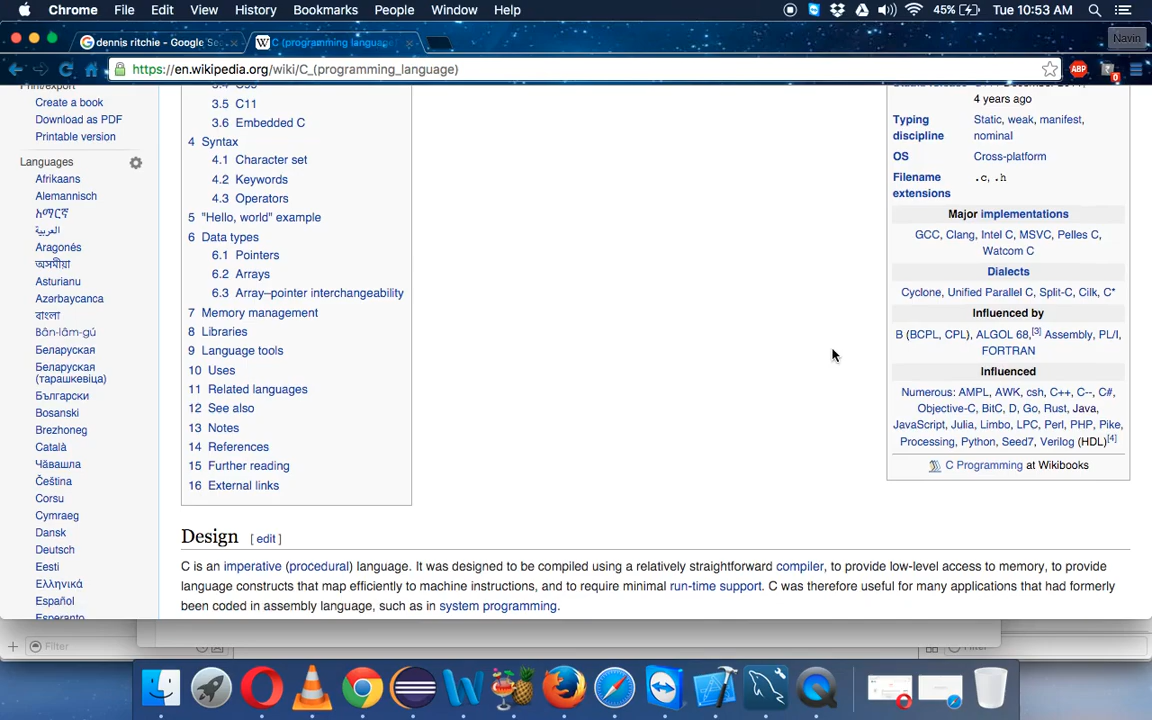 Chrome File Edit View History Bookmarks People Window Help 45% Tue 10:53 AM
dennis ritchie - Google Se
C (programming language
Navin
https://en.wikipedia.org/wiki/C_(programming_language)
ABP
0
Print/export
Create a book
Download as PDF
Printable version
Languages
Afrikaans
Alemannisch
አማርኛ
العربية
Aragonés
অসমীয়া
Asturianu
Azərbaycanca
বাংলা
Bân-lâm-gú
Беларуская
Беларуская
(тарашкевіца)
Български
Bosanski
Brezhoneg
Català
Чӑвашла
Čeština
Corsu
Cymraeg
Dansk
Deutsch
Eesti
Ελληνικά
Español
Esperanto
3.4 C99
3.5 C11
3.6 Embedded C
4 Syntax
4.1 Character set
4.2 Keywords
4.3 Operators
5 "Hello, world" example
6 Data types
6.1 Pointers
6.2 Arrays
6.3 Array–pointer interchangeability
7 Memory management
8 Libraries
9 Language tools
10 Uses
11 Related languages
12 See also
13 Notes
14 References
15 Further reading
16 External links
4 years ago
Typing discipline Static, weak, manifest, nominal
OS Cross-platform
Filename extensions .c, .h
Major implementations
GCC, Clang, Intel C, MSVC, Pelles C,
Watcom C
Dialects
Cyclone, Unified Parallel C, Split-C, Cilk, C*
Influenced by
B (BCPL, CPL), ALGOL 68,[3] Assembly, PL/I,
FORTRAN
Influenced
Numerous: AMPL, AWK, csh, C++, C--, C#,
Objective-C, BitC, D, Go, Rust, Java,
JavaScript, Julia, Limbo, LPC, Perl, PHP, Pike,
Processing, Python, Seed7, Verilog (HDL)[4]
C Programming at Wikibooks
Design [ edit ]
C is an imperative (procedural) language. It was designed to be compiled using a relatively straightforward compiler, to provide low-level access to memory, to provide
language constructs that map efficiently to machine instructions, and to require minimal run-time support. C was therefore useful for many applications that had formerly
been coded in assembly language, such as in system programming.
Filter
Filter